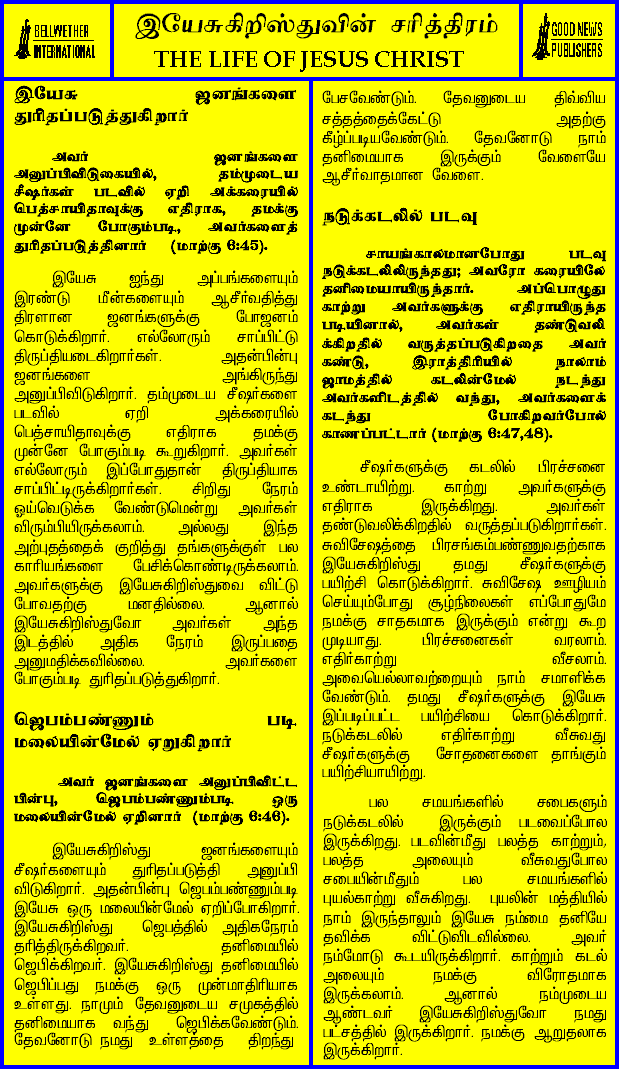 BELLWETHER
INTERNATIONAL
இயேசுகிறிஸ்துவின் சரித்திரம்
THE LIFE OF JESUS CHRIST
GOOD NEWS
PUBLISHERS
இயேசு ஜனங்களை
துரிதப்படுத்துகிறார்
அவர் ஜனங்களை
அனுப்பிவிடுகையில், தம்முடைய
சீஷர்கள் படவில் ஏறி அக்கரையில்
பெத்சாயிதாவுக்கு எதிராக, தமக்கு
முன்னே போகும்படி, அவர்களைத்
துரிதப்படுத்தினார் (மாற்கு 6:45).
இயேசு ஐந்து அப்பங்களையும்
இரண்டு மீன்களையும் ஆசீர்வதித்து
திரளான ஜனங்களுக்கு போஜனம்
கொடுக்கிறார். எல்லோரும் சாப்பிட்டு
திருப்தியடைகிறார்கள். அதன்பின்பு
ஜனங்களை அங்கிருந்து
அனுப்பிவிடுகிறார். தம்முடைய சீஷர்களை
படவில் ஏறி அக்கரையில்
பெத்சாயிதாவுக்கு எதிராக தமக்கு
முன்னே போகும்படி கூறுகிறார். அவர்கள்
எல்லோரும் இப்போதுதான் திருப்தியாக
சாப்பிட்டிருக்கிறார்கள். சிறிது நேரம்
ஓய்வெடுக்க வேண்டுமென்று அவர்கள்
விரும்பியிருக்கலாம். அல்லது இந்த
அற்புதத்தைக் குறித்து தங்களுக்குள் பல
காரியங்களை பேசிக்கொண்டிருக்கலாம்.
அவர்களுக்கு இயேசுகிறிஸ்துவை விட்டு
போவதற்கு மனதில்லை. ஆனால்
இயேசுகிறிஸ்துவோ அவர்கள் அந்த
இடத்தில் அதிக நேரம் இருப்பதை
அனுமதிக்கவில்லை. அவர்களை
போகும்படி துரிதப்படுத்துகிறார்.
ஜெபம்பண்ணும் படி
மலையின்மேல் ஏறுகிறார்
அவர் ஜனங்களை அனுப்பிவிட்ட
பின்பு, ஜெபம்பண்ணும்படி ஒரு
மலையின்மேல் ஏறினார் (மாற்கு 6:46).
இயேசுகிறிஸ்து ஜனங்களையும்
சீஷர்களையும் துரிதப்படுத்தி அனுப்பி
விடுகிறார். அதன்பின்பு ஜெபம்பண்ணும்படி
இயேசு ஒரு மலையின்மேல் ஏறிப்போகிறார்.
இயேசுகிறிஸ்து ஜெபத்தில் அதிகநேரம்
தரித்திருக்கிறவர். தனிமையில்
ஜெபிக்கிறவர். இயேசுகிறிஸ்து தனிமையில்
ஜெபிப்பது நமக்கு ஒரு முன்மாதிரியாக
உள்ளது. நாமும் தேவனுடைய சமுகத்தில்
தனிமையாக வந்து ஜெபிக்கவேண்டும்.
தேவனோடு நமது உள்ளத்தை திறந்து
பேசவேண்டும். தேவனுடைய திவ்விய
சத்தத்தைக்கேட்டு அதற்கு
கீழ்ப்படியவேண்டும். தேவனோடு நாம்
தனிமையாக இருக்கும் வேளையே
ஆசீர்வாதமான வேளை.
நடுக்கடலில் படவு
சாயங்காலமானபோது படவு
நடுக்கடலிலிருந்தது; அவரோ கரையிலே
தனிமையாயிருந்தார். அப்பொழுது
காற்று அவர்களுக்கு எதிராயிருந்த
படியினால், அவர்கள் தண்டுவலி
க்கிறதில் வருத்தப்படுகிறதை அவர்
கண்டு, இராத்திரியில் நாலாம்
ஜாமத்தில் கடலின்மேல் நடந்து
அவர்களிடத்தில் வந்து, அவர்களைக்
கடந்து போகிறவர்போல்
காணப்பட்டார் (மாற்கு 6:47,48).
சீஷர்களுக்கு கடலில் பிரச்சனை
உண்டாயிற்று. காற்று அவர்களுக்கு
எதிராக இருக்கிறது. அவர்கள்
தண்டுவலிக்கிறதில் வருத்தப்படுகிறார்கள்.
சுவிசேஷத்தை பிரசங்கம்பண்ணுவதற்காக
இயேசுகிறிஸ்து தமது சீஷர்களுக்கு
பயிற்சி கொடுக்கிறார். சுவிசேஷ ஊழியம்
செய்யும்போது சூழ்நிலைகள் எப்போதுமே
நமக்கு சாதகமாக இருக்கும் என்று கூற
முடியாது. பிரச்சனைகள் வரலாம்.
எதிர்காற்று வீசலாம்.
அவையெல்லாவற்றையும் நாம் சமாளிக்க
வேண்டும். தமது சீஷர்களுக்கு இயேசு
இப்படிப்பட்ட பயிற்சியை கொடுக்கிறார்.
நடுக்கடலில் எதிர்காற்று வீசுவது
சீஷர்களுக்கு சோதனைகளை தாங்கும்
பயிற்சியாயிற்று.
பல சமயங்களில் சபைகளும்
நடுக்கடலில் இருக்கும் படவைப்போல
இருக்கிறது. படவின்மீது பலத்த காற்றும்,
பலத்த அலையும் வீசுவதுபோல
சபையின்மீதும் பல சமயங்களில்
புயல்காற்று வீசுகிறது. புயலின் மத்தியில்
நாம் இருந்தாலும் இயேசு நம்மை தனியே
தவிக்க விட்டுவிடவில்லை. அவர்
நம்மோடு கூடயிருக்கிறார். காற்றும் கடல்
அலையும் நமக்கு விரோதமாக
இருக்கலாம். ஆனால் நம்முடைய
ஆண்டவர் இயேசுகிறிஸ்துவோ நமது
பட்சத்தில் இருக்கிறார். நமக்கு ஆறுதலாக
இருக்கிறார்.